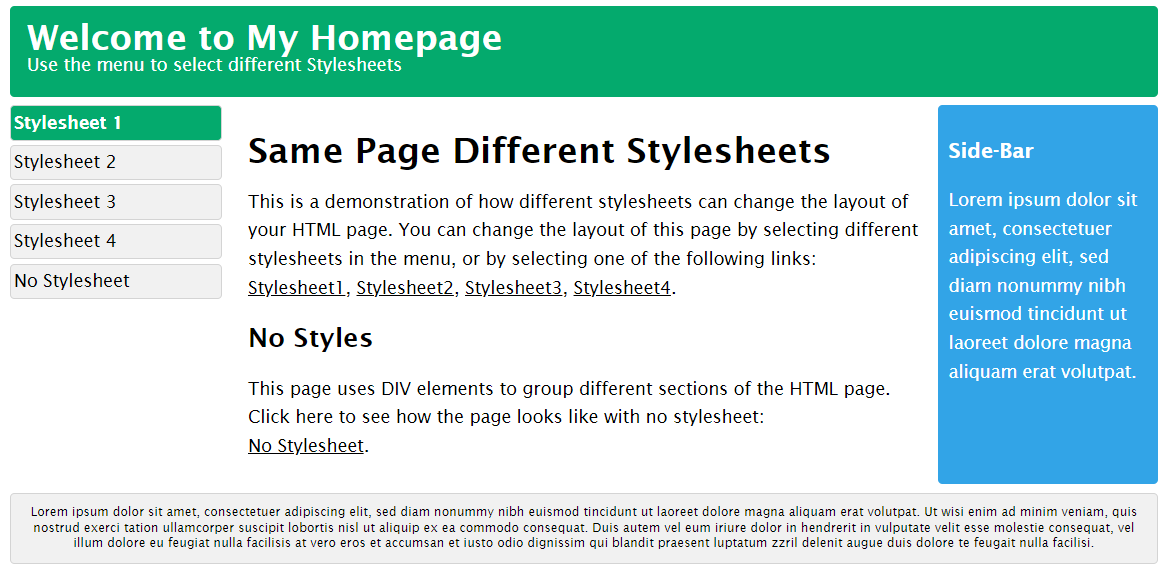 Welcome to My Homepage
Use the menu to select different Stylesheets
Stylesheet 1
Stylesheet 2
Stylesheet 3
Stylesheet 4
No Stylesheet
Same Page Different Stylesheets
This is a demonstration of how different stylesheets can change the layout of
your HTML page. You can change the layout of this page by selecting different
stylesheets in the menu, or by selecting one of the following links:
Stylesheet1, Stylesheet2, Stylesheet3, Stylesheet4.
No Styles
This page uses DIV elements to group different sections of the HTML page.
Click here to see how the page looks like with no stylesheet:
No Stylesheet.
Side-Bar
Lorem ipsum dolor sit
amet, consectetuer
adipiscing elit, sed
diam nonummy nibh
euismod tincidunt ut
laoreet dolore magna
aliquam erat volutpat.
Lorem ipsum dolor sit amet, consectetuer adipiscing elit, sed diam nonummy nibh euismod tincidunt ut laoreet dolore magna aliquam erat volutpat. Ut wisi enim ad minim veniam, quis
nostrud exerci tation ullamcorper suscipit lobortis nisl ut aliquip ex ea commodo consequat. Duis autem vel eum iriure dolor in hendrerit in vulputate velit esse molestie consequat, vel
illum dolore eu feugiat nulla facilisis at vero eros et accumsan et iusto odio dignissim qui blandit praesent luptatum zzril delenit augue duis dolore te feugait nulla facilisi.